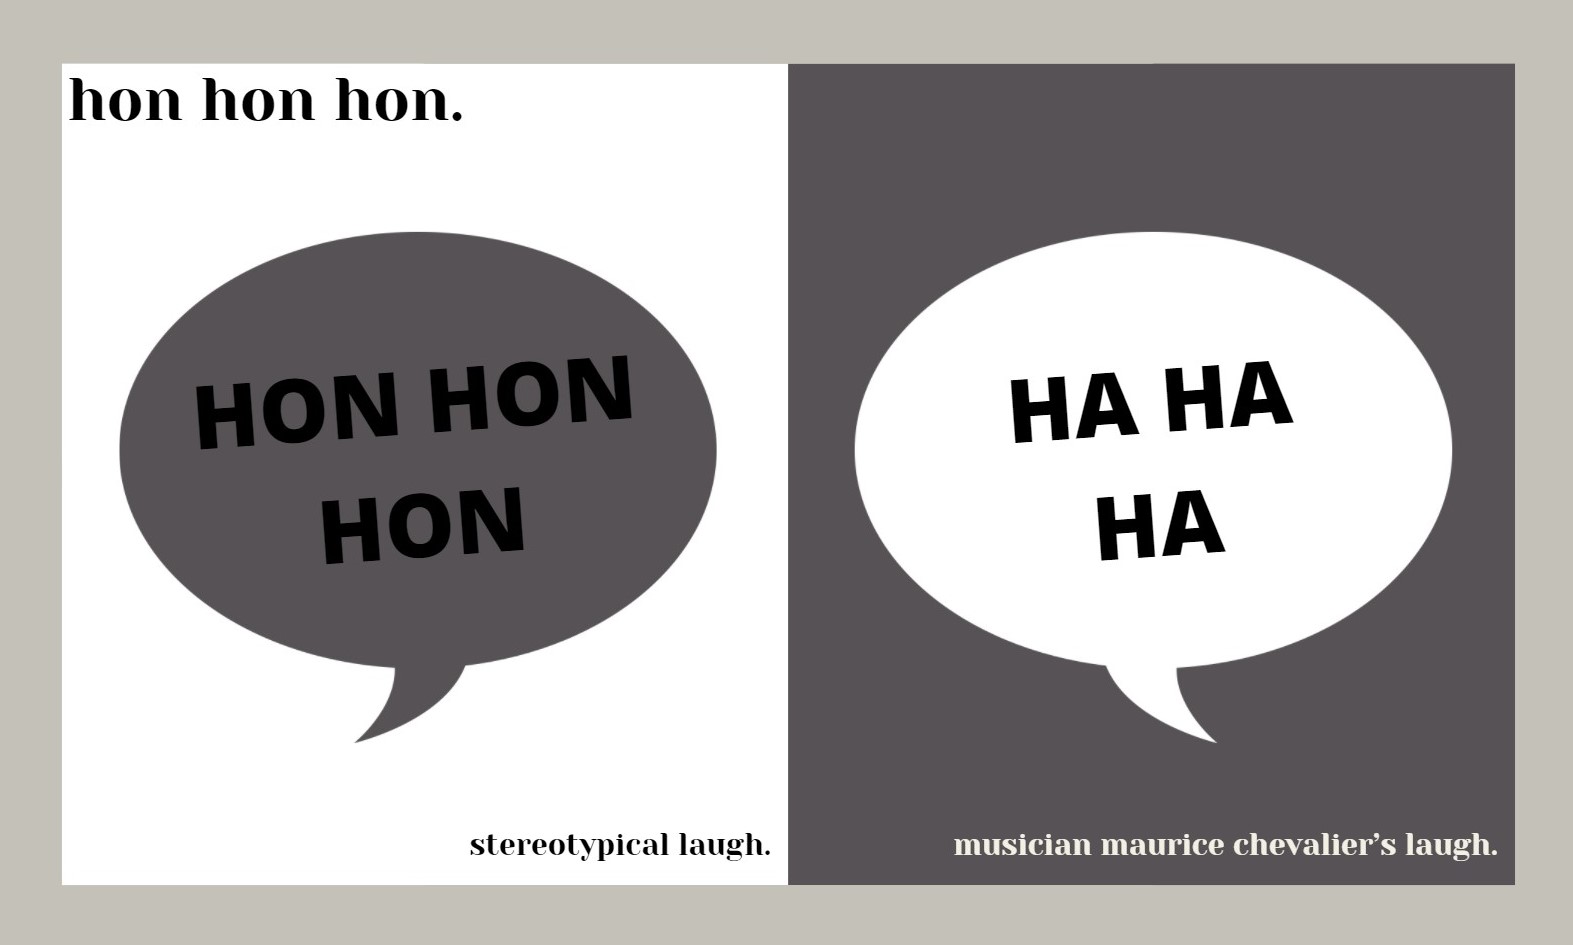 hon hon hon.
HON HON
HON
stereotypical laugh.
HA HA
HA
musician maurice chevalier’s laugh.